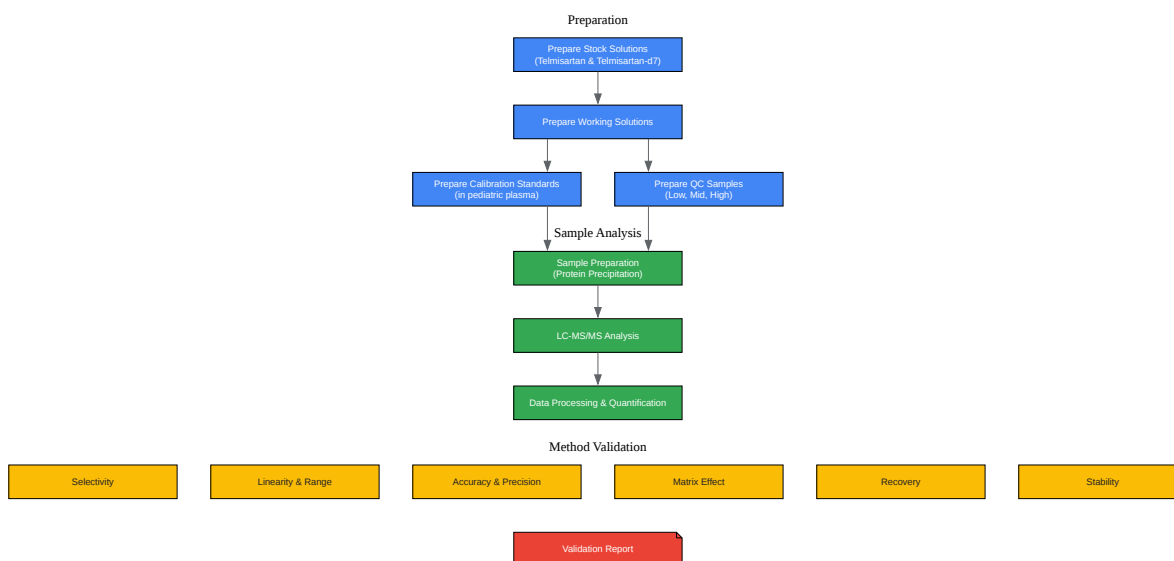 Preparation
Prepare Stock Solutions
(Telmisartan & Telmisartan-d7)
Prepare Working Solutions
Prepare Calibration Standards
(in pediatric plasma)
Prepare QC Samples
(Low, Mid, High)
Sample Analysis
Sample Preparation
(Protein Precipitation)
LC-MS/MS Analysis
Data Processing & Quantification
Method Validation
Selectivity
Linearity & Range
Accuracy & Precision
Matrix Effect
Recovery
Stability
Validation Report